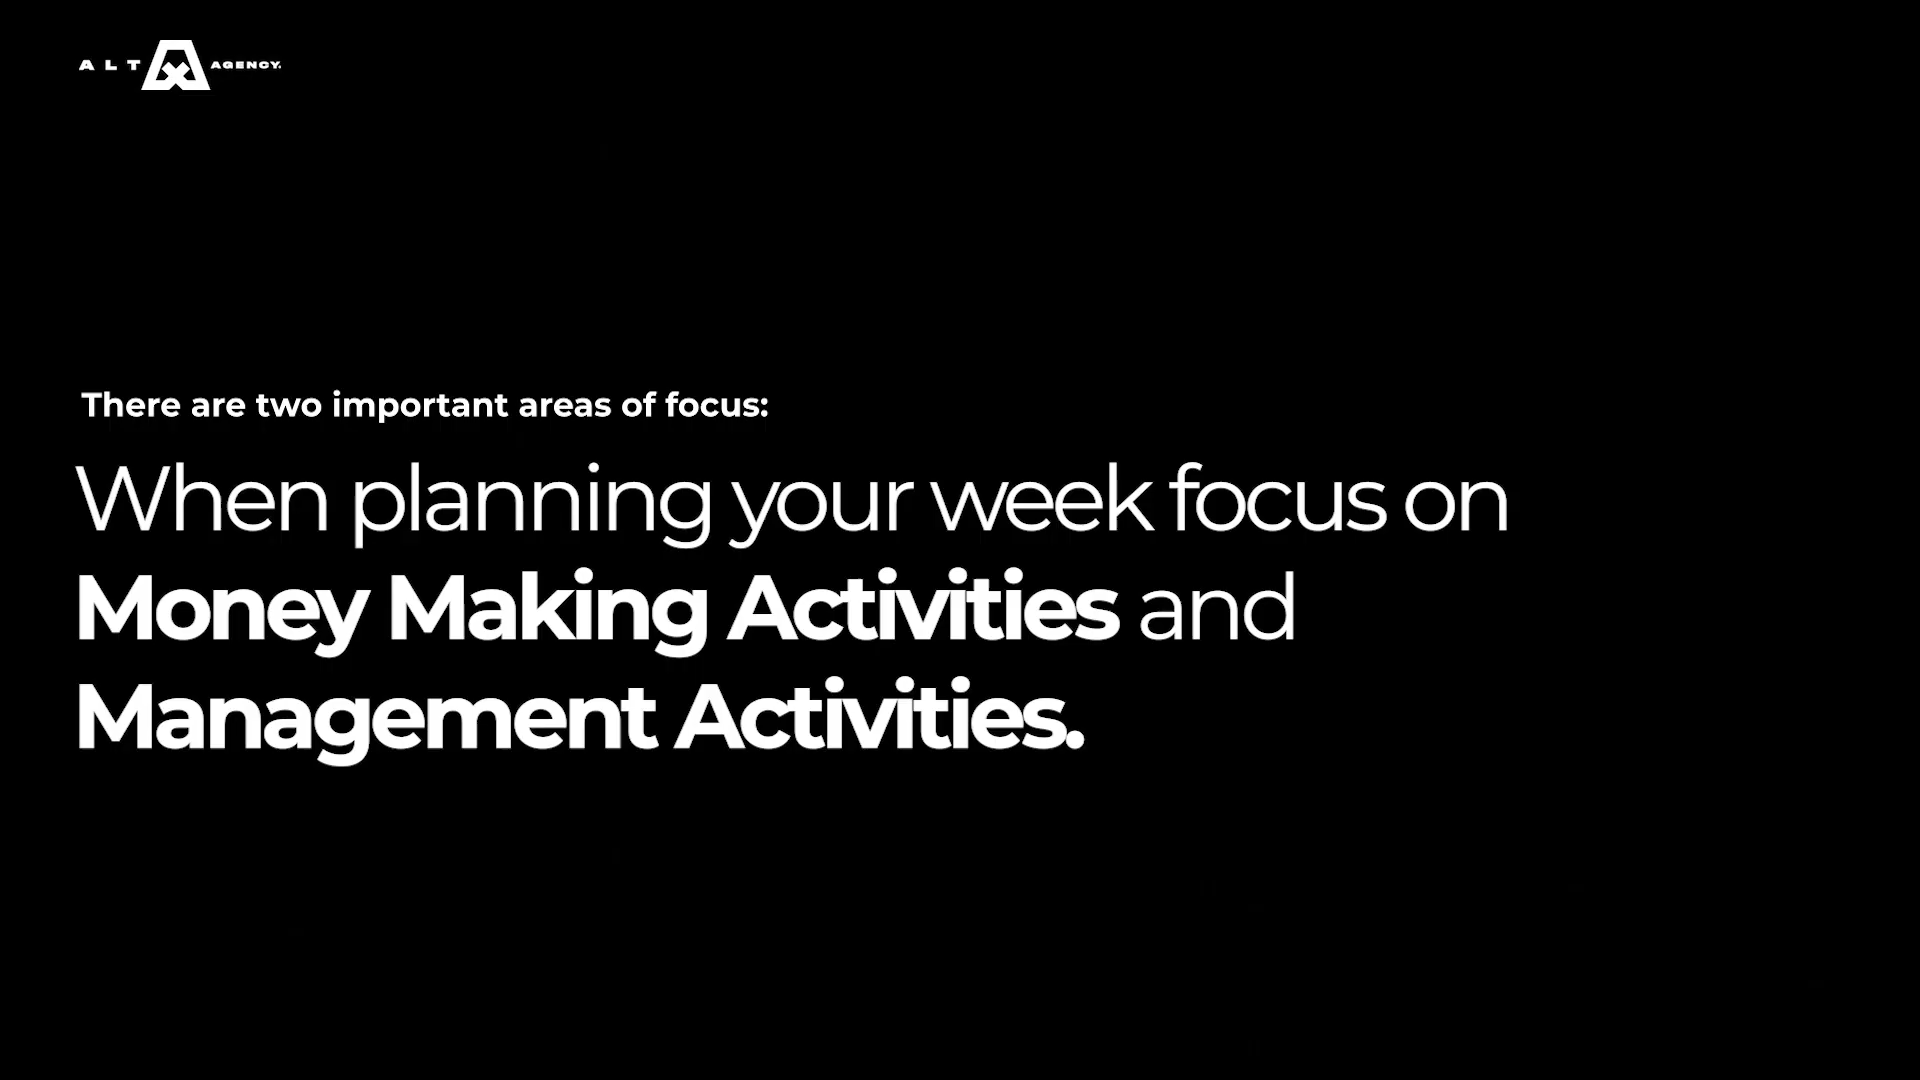 ALT AGENCY.
There are two important areas of focus:
When planning your week focus on
Money Making Activities and
Management Activities.